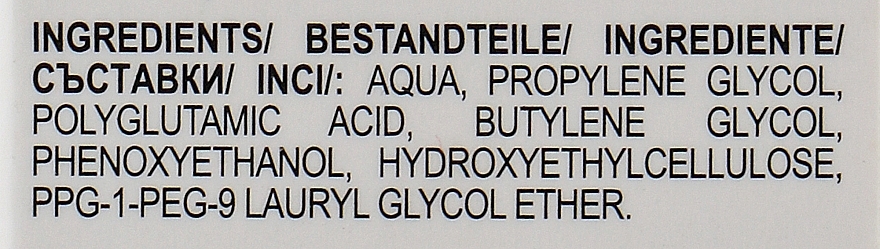 INGREDIENTS/ BESTANDTEILE/ INGREDIENTE/
СЪСТАВКИ/ INCI/: AQUA, PROPYLENE GLYCOL,
POLYGLUTAMIC ACID, BUTYLENE GLYCOL,
PHENOXYETHANOL, HYDROXYETHYLCELLULOSE,
PPG-1-PEG-9 LAURYL GLYCOL ETHER.